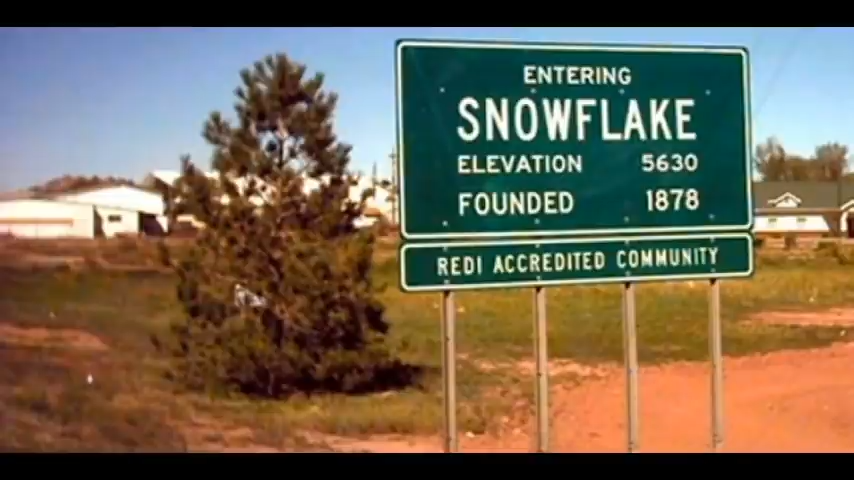 ENTERING
SNOWFLAKE
ELEVATION 5630
FOUNDED 1878
REDI ACCREDITED COMMUNITY